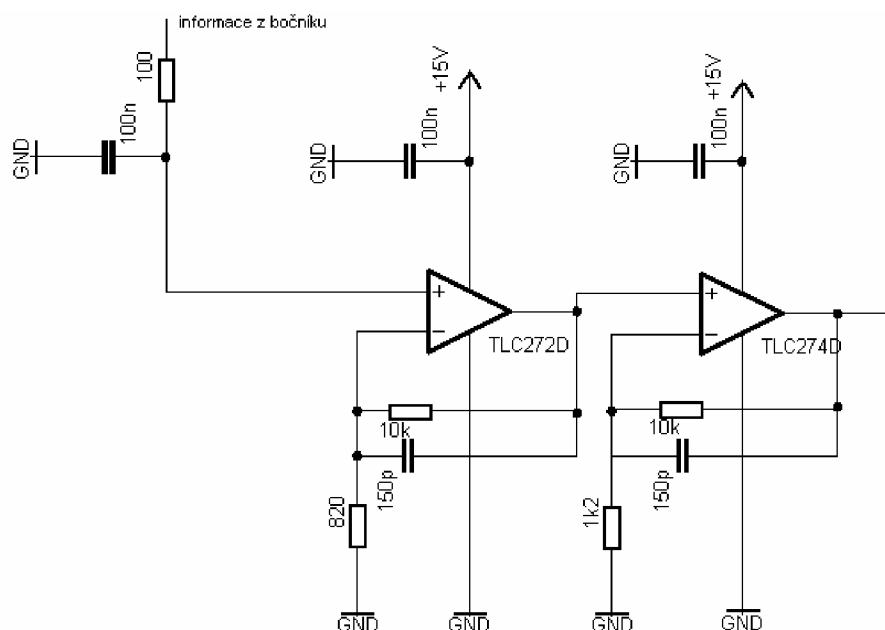 informace z bočníku
100
100n
GND
+15V
100n
GND
+15V
100n
GND
TLC272D
TLC274D
10k
10k
150p
150p
820
1k2
GND
GND
GND
GND